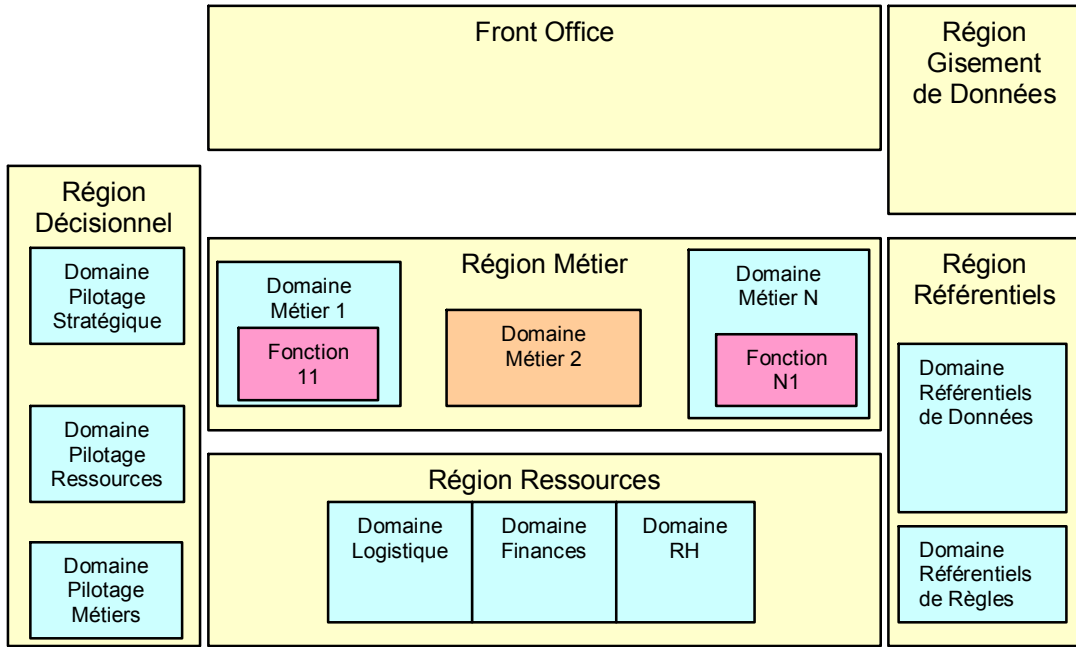 Front Office
Région
Gisement
de Données
Région
Décisionnel
Domaine
Pilotage
Stratégique
Domaine
Pilotage
Ressources
Domaine
Pilotage
Métiers
Région Métier
Domaine
Métier 1
Fonction
11
Domaine
Métier 2
Domaine
Métier N
Fonction
N1
Région Ressources
Domaine
Logistique
Domaine
Finances
Domaine
RH
Région
Référentiels
Domaine
Référentiels
de Données
Domaine
Référentiels
de Règles